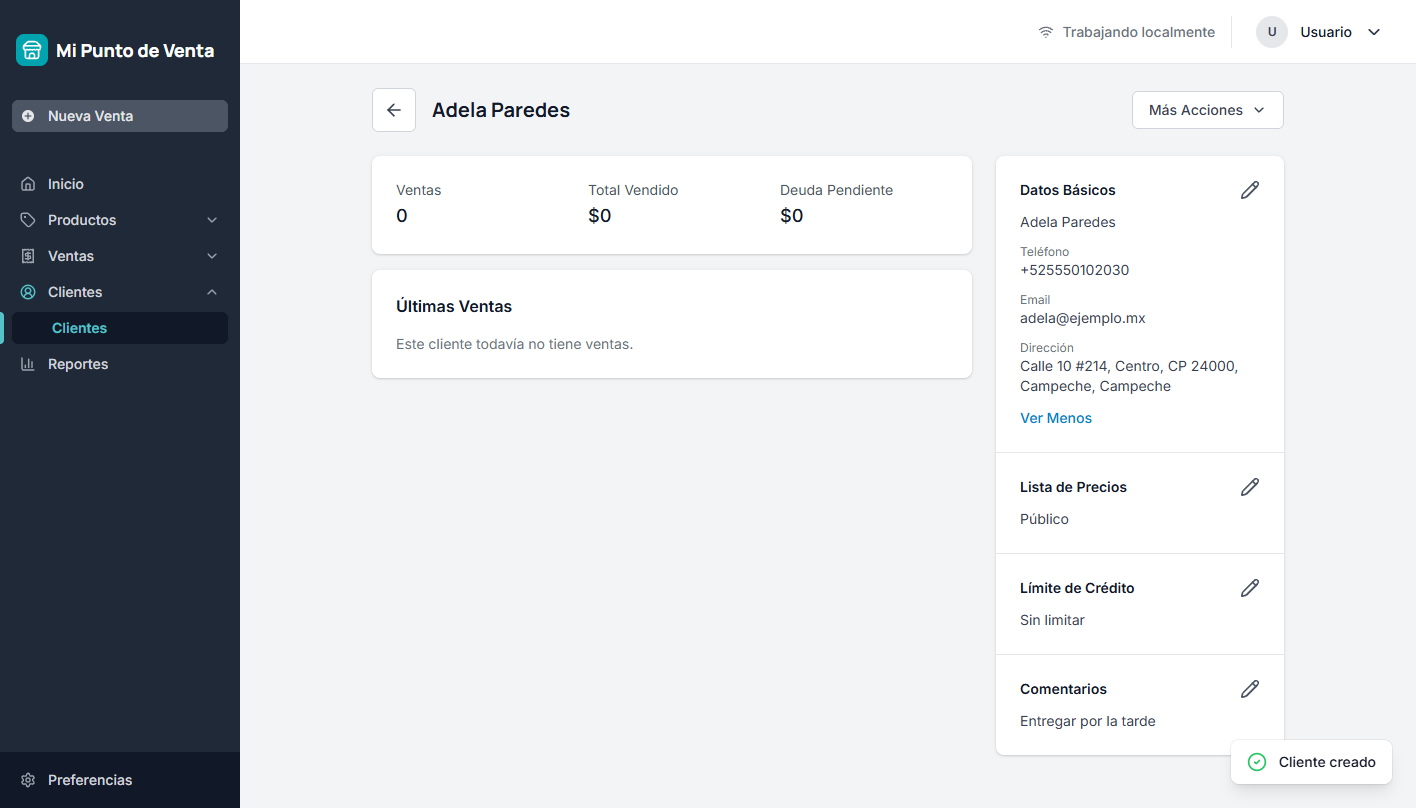 Mi Punto de Venta
Nueva Venta
Inicio
Productos
Ventas
Clientes
Clientes
Reportes
Preferencias
Trabajando localmente
U
Usuario
Adela Paredes
Más Acciones
Ventas
0
Total Vendido
$0
Deuda Pendiente
$0
Últimas Ventas
Este cliente todavía no tiene ventas.
Datos Básicos
Adela Paredes
Teléfono
+525550102030
Email
adela@ejemplo.mx
Dirección
Calle 10 #214, Centro, CP 24000,
Campeche, Campeche
Ver Menos
Lista de Precios
Público
Límite de Crédito
Sin limitar
Comentarios
Entregar por la tarde
Cliente creado